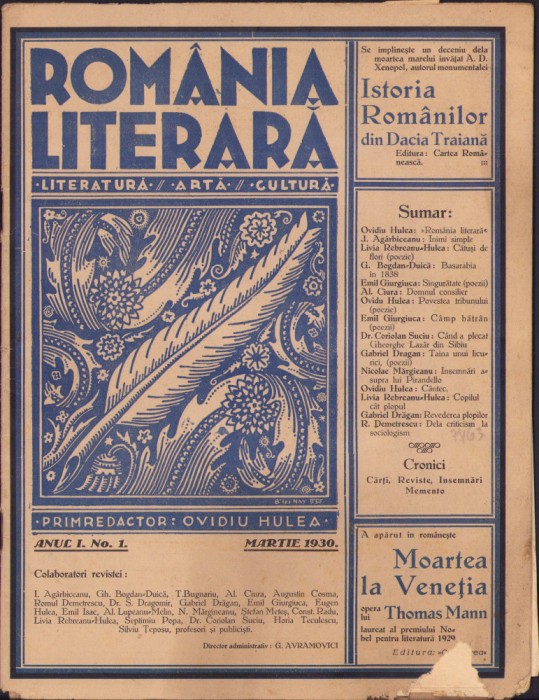 ROMÂNIA
LITERARĂ
·LITERATURĂ // ARTĂ // CULTURĂ·
·PRIMREDACTOR: OVIDIU HULEA·
ANUL I. No. 1.
MARTIE 1930.
Colaboratori revistei:
I. Agârbiceanu, Gh. Bogdan-Duică, T. Bugnariu, Al. Ciura, Augustin Cosma,
Romul Demetrescu, Dr. S. Dragomir, Gabriel Drăgan, Emil Giurgiuca, Eugen
Hulea, Emil Isac, Al. Lupeanu-Melin, N. Mărgineanu, Ștefan Meteș, Const. Radu,
Livia Rebreanu-Hulea, Septimiu Popa, Dr. Coriolan Suciu, Horia Teculescu,
Silviu Țeposu, profesori și publiciști.
Director administrativ: G. AVRAMOVICI
Se împlinește un deceniu dela
moartea marelui învățat A. D.
Xenopol, autorul monumentalei
Istoria
Românilor
din Dacia Traiană
Editura: Cartea Româ-
nească.
Sumar:
Ovidiu Hulea: »România literară«
J. Agârbiceanu: Inimi simple
Livia Rebreanu-Hulea: Cătuși de
flori (poezie)
G. Bogdan-Duică: Basarabia
în 1838
Emil Giurgiuca: Singurătate (poezii)
Al. Ciura: Domnul consilier
Ovidu Hulea: Povestea tribunului
(poezie)
Emil Giurgiuca: Câmp bătrân
(poezii)
Dr. Coriolan Suciu: Când a plecat
Gheorghe Lazăr din Sibiu
Gabriel Dragan: Taina unui licu-
rici, (poezii)
Nicolae Mărgieanu: Însemnări a-
supra lui Pirandello
Ovidiu Hulea: Cântec.
Livia Rebreanu-Hulea: Copilul
cât plopul
Gabriel Drăgan: Revederea plopilor
R. Demetrescu: Dela criticism la
sociologism
Cronici
Cărți, Reviste, Insemnări
Memento
A apărut în românește
Moartea
la Veneția
opera
lui Thomas Mann
laureat al premiului No-
bel pentru literatură 1929
Editura: